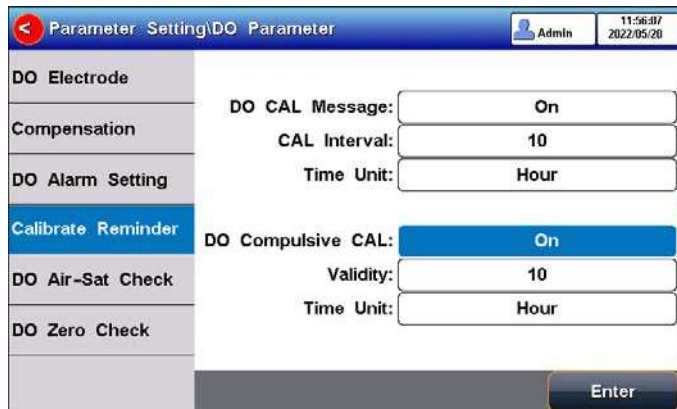 < Parameter Setting\DO Parameter
Admin
11:56:07
2022/05/20
DO Electrode
Compensation
DO Alarm Setting
Calibrate Reminder
DO Air-Sat Check
DO Zero Check
DO CAL Message: On
CAL Interval: 10
Time Unit: Hour
DO Compulsive CAL: On
Validity: 10
Time Unit: Hour
Enter